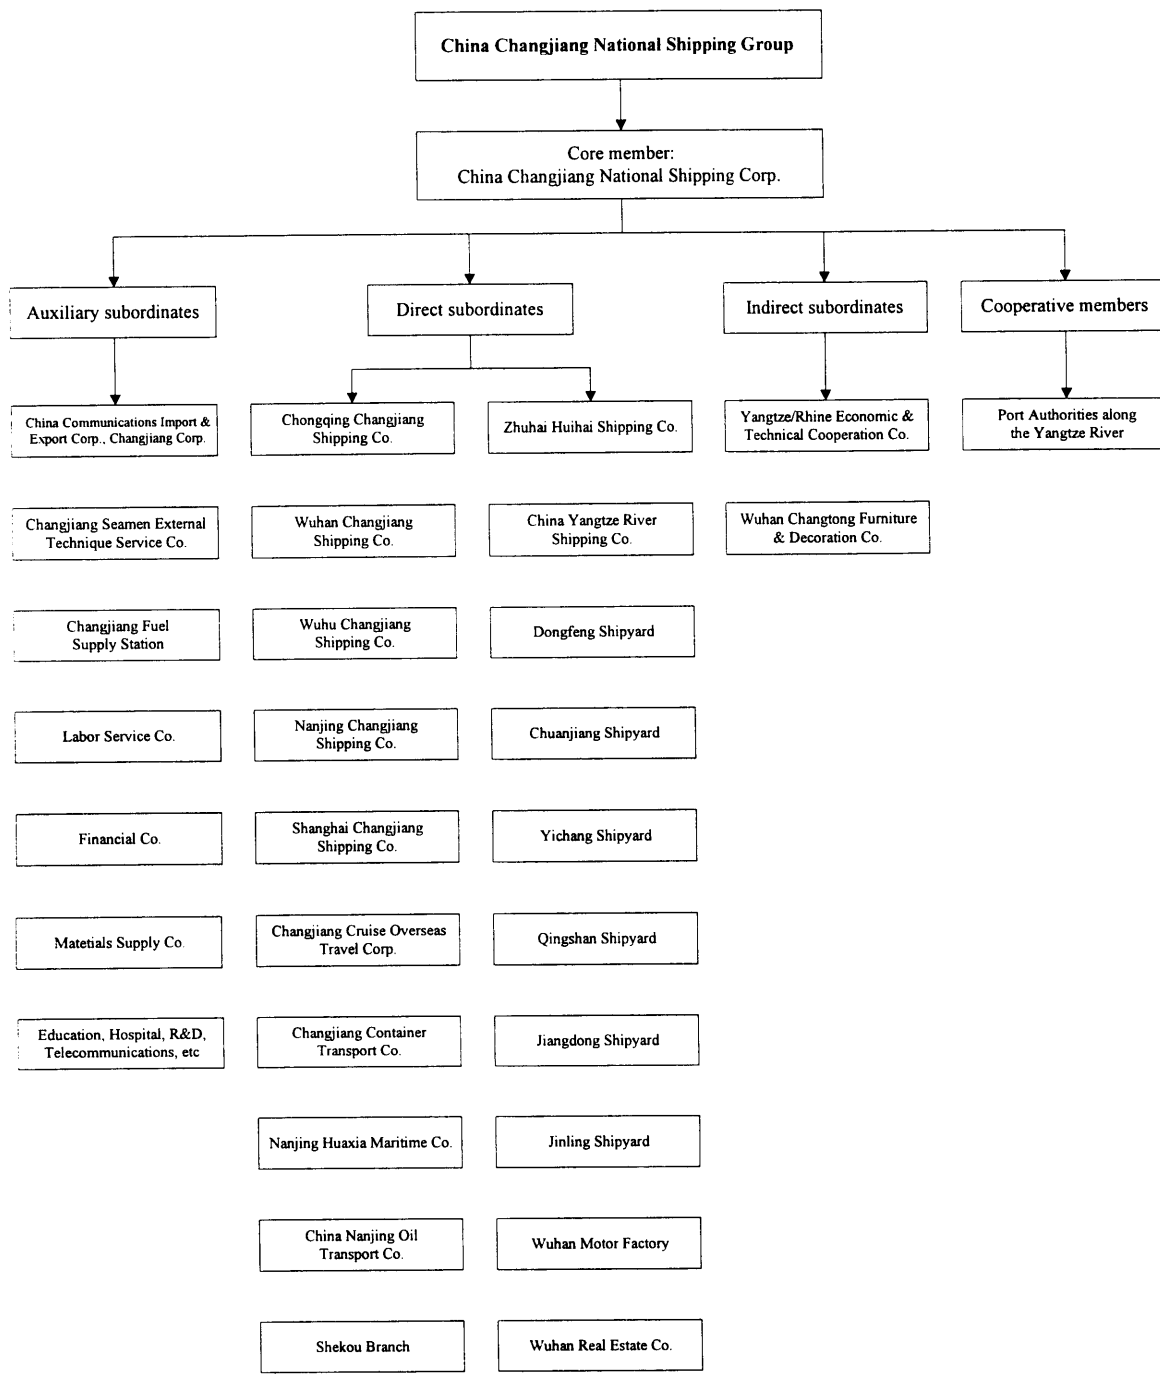 China Changjiang National Shipping Group
Core member:
China Changjiang National Shipping Corp.
Auxiliary subordinates
Direct subordinates
Indirect subordinates
Cooperative members
China Communications Import &
Export Corp., Changjiang Corp.
Changjiang Seamen External
Technique Service Co.
Changjiang Fuel
Supply Station
Labor Service Co.
Financial Co.
Matetials Supply Co.
Education, Hospital, R&D,
Telecommunications, etc
Chongqing Changjiang
Shipping Co.
Wuhan Changjiang
Shipping Co.
Wuhu Changjiang
Shipping Co.
Nanjing Changjiang
Shipping Co.
Shanghai Changjiang
Shipping Co.
Changjiang Cruise Overseas
Travel Corp.
Changjiang Container
Transport Co.
Nanjing Huaxia Maritime Co.
China Nanjing Oil
Transport Co.
Shekou Branch
Zhuhai Huihai Shipping Co.
China Yangtze River
Shipping Co.
Dongfeng Shipyard
Chuanjiang Shipyard
Yichang Shipyard
Qingshan Shipyard
Jiangdong Shipyard
Jinling Shipyard
Wuhan Motor Factory
Wuhan Real Estate Co.
Yangtze/Rhine Economic &
Technical Cooperation Co.
Wuhan Changtong Furniture
& Decoration Co.
Port Authorities along
the Yangtze River